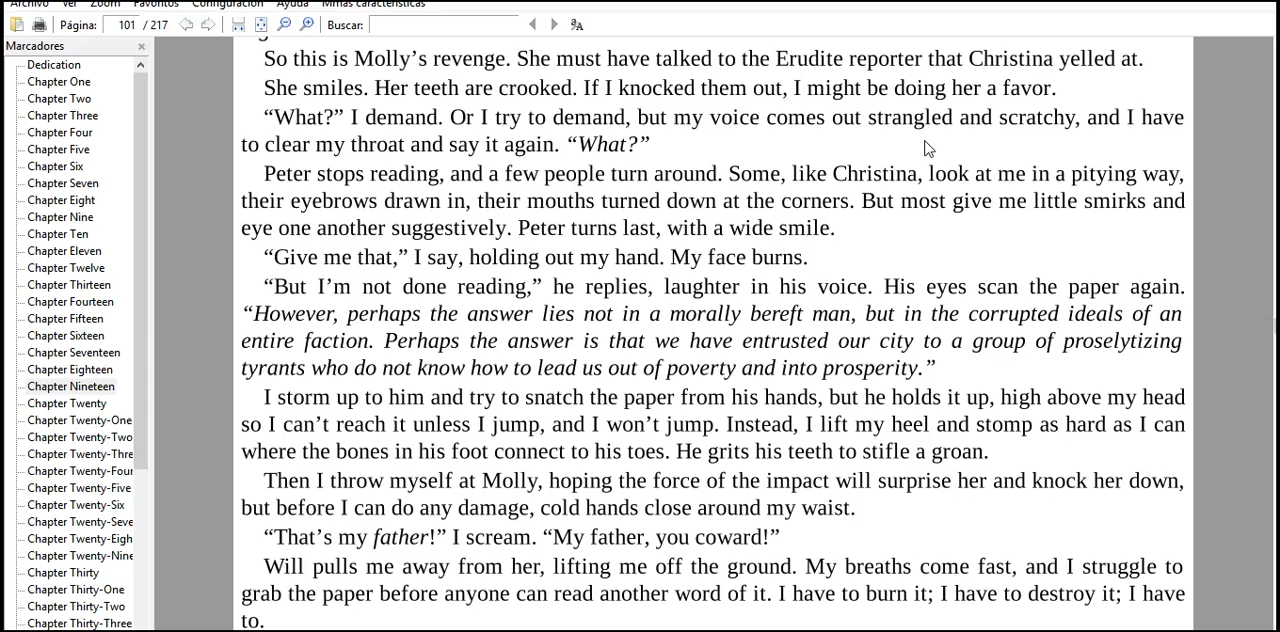 Archivo Ver Zoom Favoritos Configuración Ayuda Mmas características
Página: 101 / 217 Buscar:
Marcadores
Dedication
Chapter One
Chapter Two
Chapter Three
Chapter Four
Chapter Five
Chapter Six
Chapter Seven
Chapter Eight
Chapter Nine
Chapter Ten
Chapter Eleven
Chapter Twelve
Chapter Thirteen
Chapter Fourteen
Chapter Fifteen
Chapter Sixteen
Chapter Seventeen
Chapter Eighteen
Chapter Nineteen
Chapter Twenty
Chapter Twenty-One
Chapter Twenty-Two
Chapter Twenty-Thre
Chapter Twenty-Four
Chapter Twenty-Five
Chapter Twenty-Six
Chapter Twenty-Seve
Chapter Twenty-Eigh
Chapter Twenty-Nine
Chapter Thirty
Chapter Thirty-One
Chapter Thirty-Two
Chapter Thirty-Three
So this is Molly’s revenge. She must have talked to the Erudite reporter that Christina yelled at.
She smiles. Her teeth are crooked. If I knocked them out, I might be doing her a favor.
“What?” I demand. Or I try to demand, but my voice comes out strangled and scratchy, and I have
to clear my throat and say it again. “What?”
Peter stops reading, and a few people turn around. Some, like Christina, look at me in a pitying way,
their eyebrows drawn in, their mouths turned down at the corners. But most give me little smirks and
eye one another suggestively. Peter turns last, with a wide smile.
“Give me that,” I say, holding out my hand. My face burns.
“But I’m not done reading,” he replies, laughter in his voice. His eyes scan the paper again.
“However, perhaps the answer lies not in a morally bereft man, but in the corrupted ideals of an
entire faction. Perhaps the answer is that we have entrusted our city to a group of proselytizing
tyrants who do not know how to lead us out of poverty and into prosperity.”
I storm up to him and try to snatch the paper from his hands, but he holds it up, high above my head
so I can’t reach it unless I jump, and I won’t jump. Instead, I lift my heel and stomp as hard as I can
where the bones in his foot connect to his toes. He grits his teeth to stifle a groan.
Then I throw myself at Molly, hoping the force of the impact will surprise her and knock her down,
but before I can do any damage, cold hands close around my waist.
“That’s my father!” I scream. “My father, you coward!”
Will pulls me away from her, lifting me off the ground. My breaths come fast, and I struggle to
grab the paper before anyone can read another word of it. I have to burn it; I have to destroy it; I have
to.